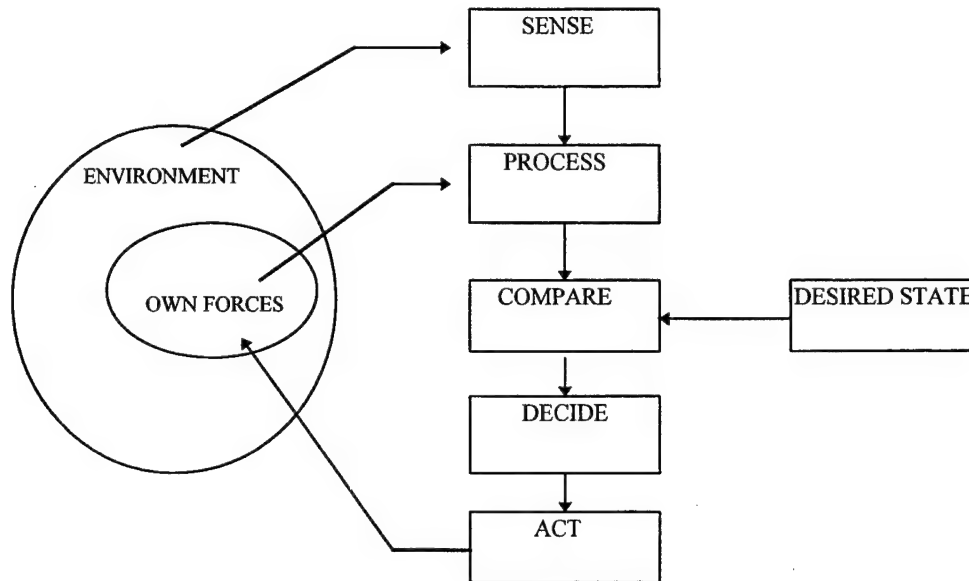 SENSE
PROCESS
ENVIRONMENT
OWN FORCES
COMPARE
DESIRED STATE
DECIDE
ACT